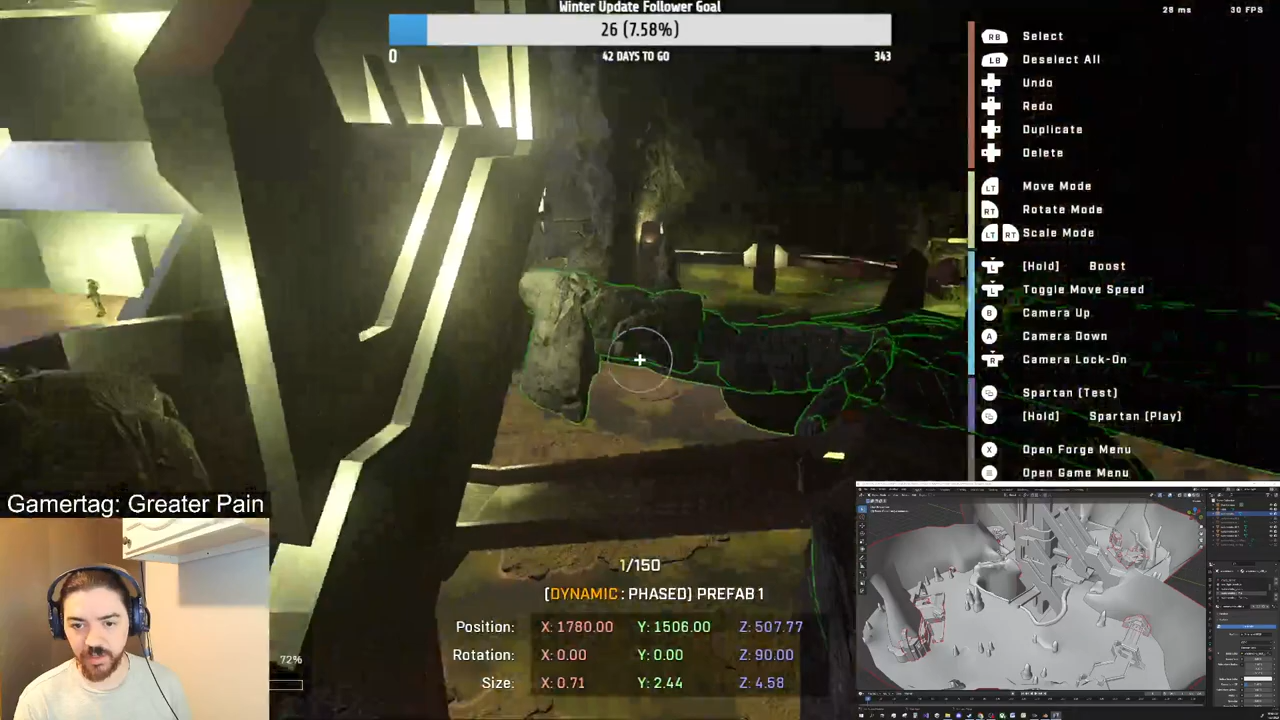 Winter Update Follower Goal
26 (7.58%)
0
42 DAYS TO GO
343
28 ms
30 FPS
RB Select
LB Deselect All
Undo
Redo
Duplicate
Delete
LT Move Mode
RT Rotate Mode
LT RT Scale Mode
L [Hold] Boost
L Toggle Move Speed
B Camera Up
A Camera Down
R Camera Lock-On
Spartan (Test)
[Hold] Spartan (Play)
X Open Forge Menu
Open Game Menu
Gamertag: Greater Pain
72%
1/150
[DYNAMIC : PHASED] PREFAB 1
Position: X: 1780.00 Y: 1506.00 Z: 507.77
Rotation: X: 0.00 Y: 0.00 Z: 90.00
Size: X: 0.71 Y: 2.44 Z: 4.58